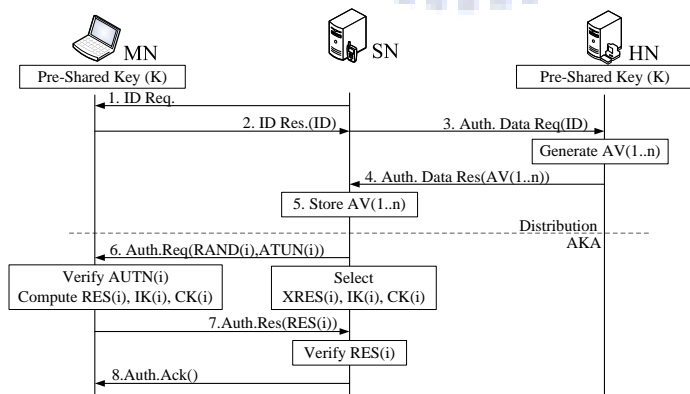 MN
SN
HN
Pre-Shared Key (K)
Pre-Shared Key (K)
1. ID Req.
2. ID Res.(ID)
3. Auth. Data Req(ID)
Generate AV(1..n)
4. Auth. Data Res(AV(1..n))
5. Store AV(1..n)
Distribution
AKA
6. Auth.Req(RAND(i),ATUN(i))
Verify AUTN(i)
Compute RES(i), IK(i), CK(i)
Select
XRES(i), IK(i), CK(i)
7.Auth.Res(RES(i))
Verify RES(i)
8.Auth.Ack()